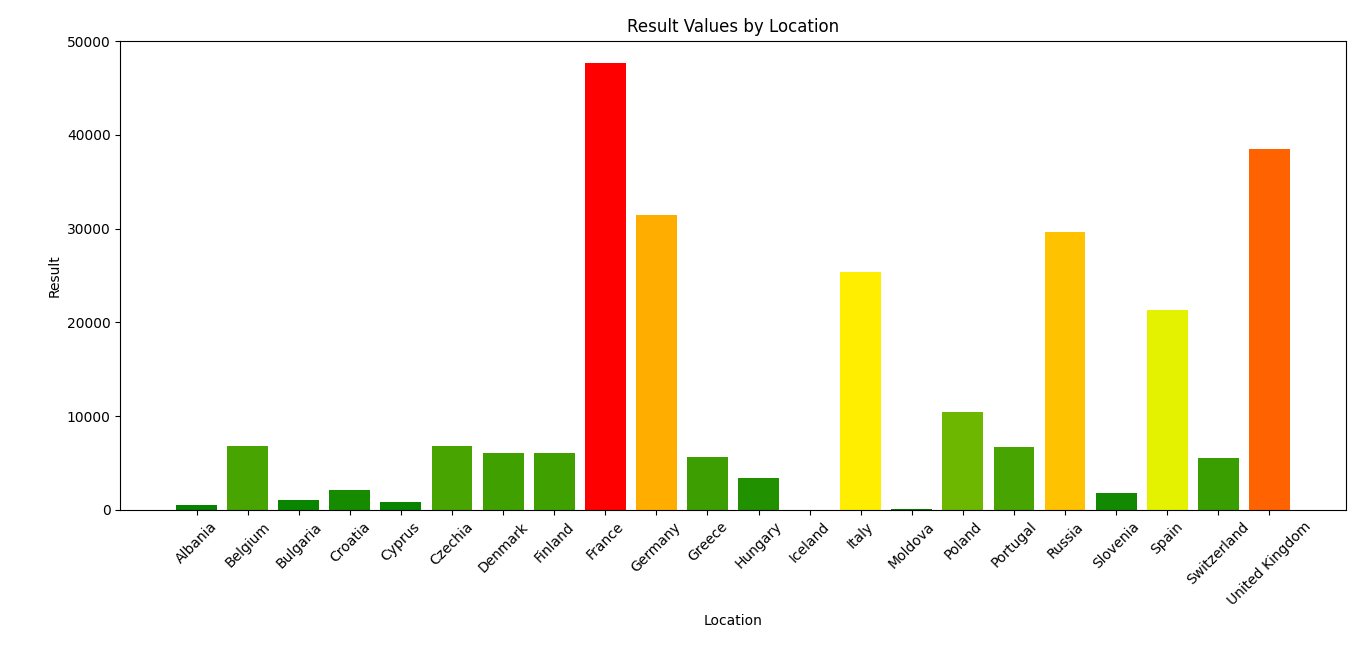 Result Values by Location
50000
40000
30000
20000
10000
0
Result
Albania
Belgium
Bulgaria
Croatia
Cyprus
Czechia
Denmark
Finland
France
Germany
Greece
Hungary
Iceland
Italy
Moldova
Poland
Portugal
Russia
Slovenia
Spain
Switzerland
United Kingdom
Location